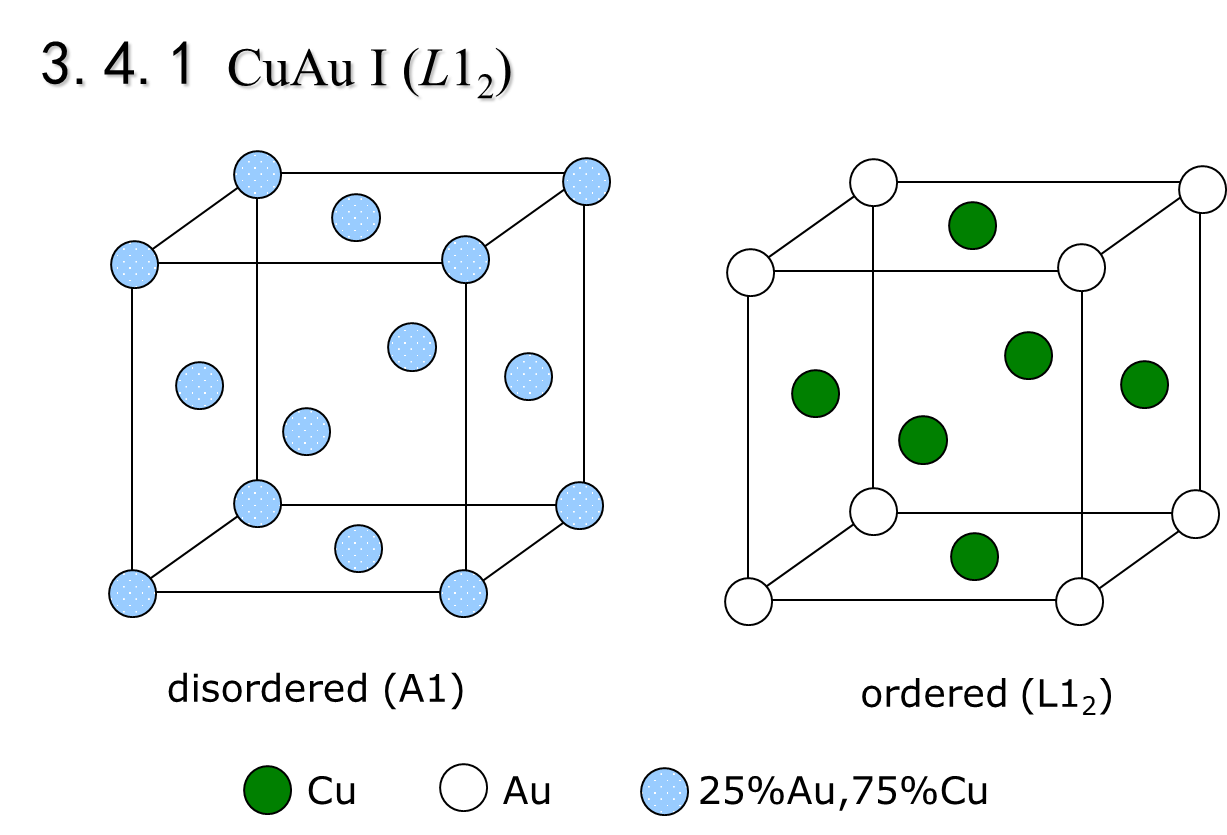 3.4.1 CuAu I (L1₂)
disordered (A1)
ordered (L1₂)
Cu Au 25%Au,75%Cu